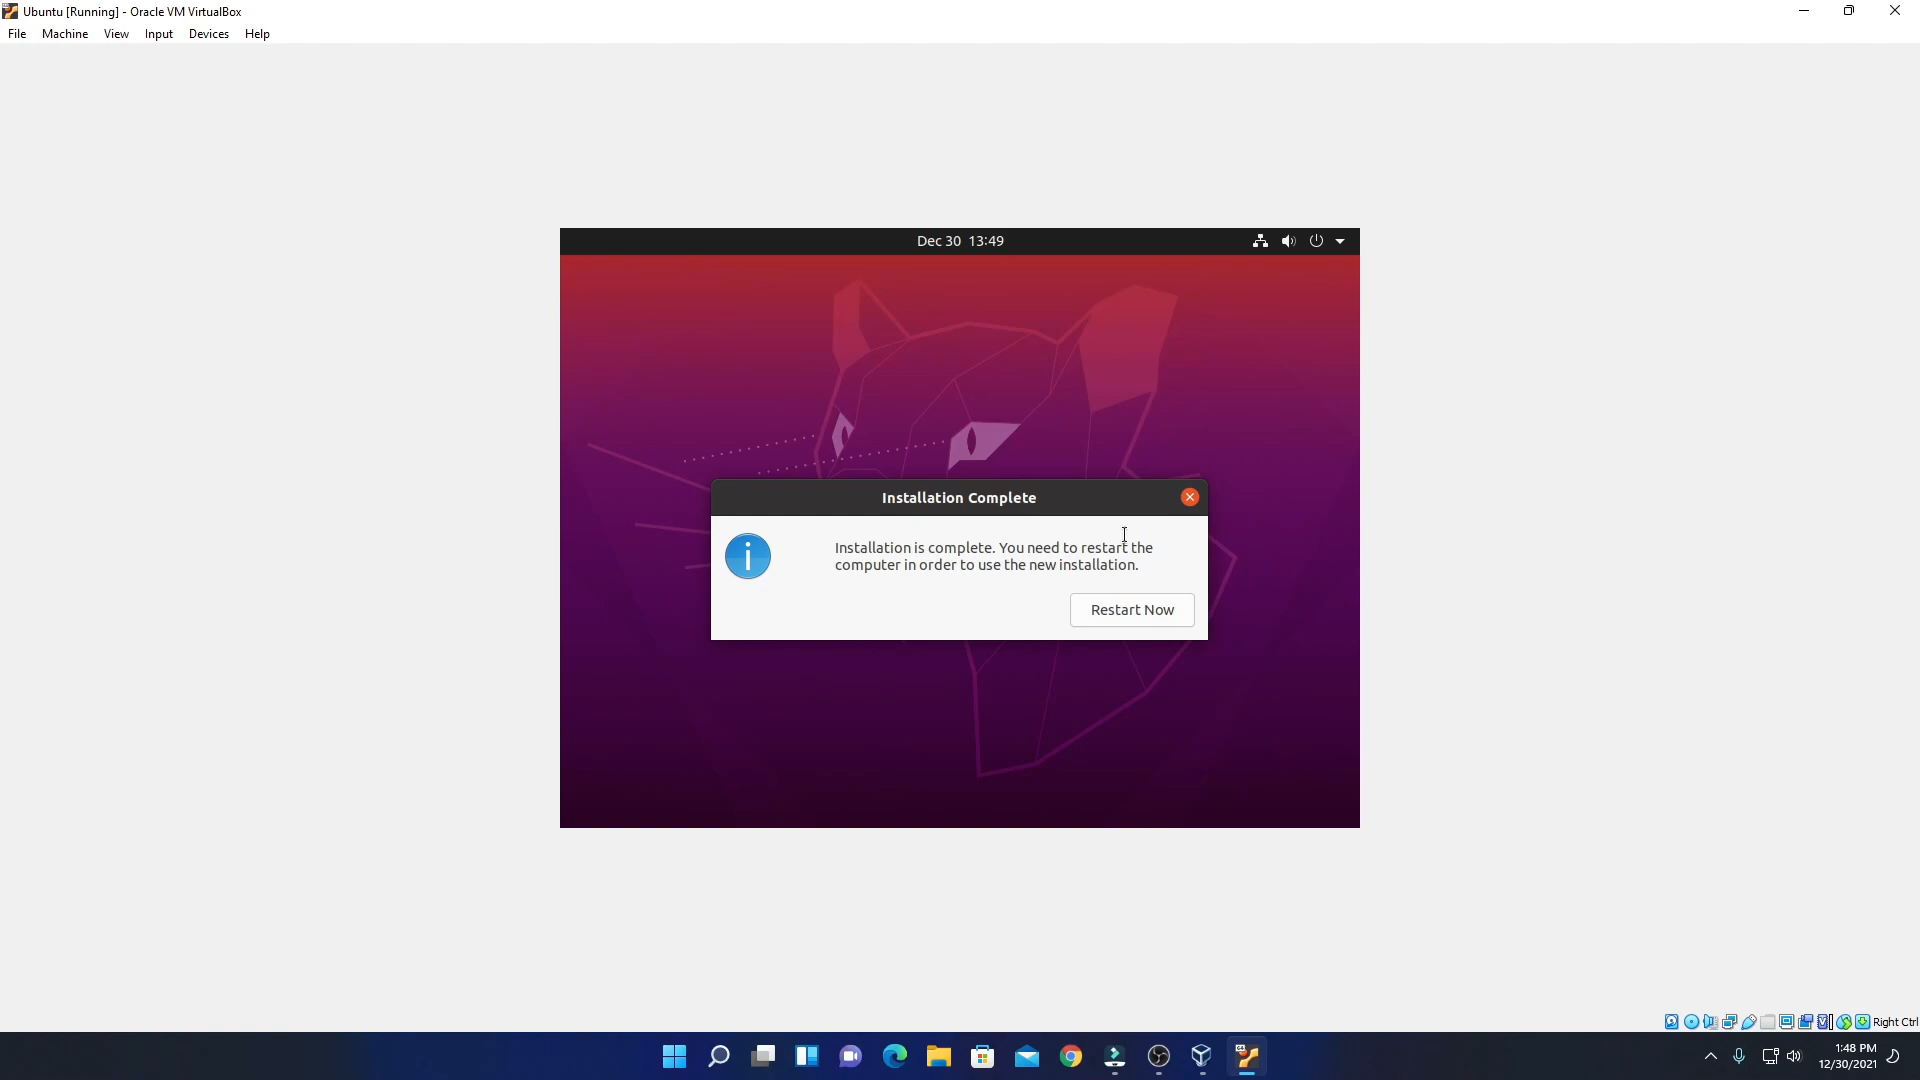 Ubuntu [Running] - Oracle VM VirtualBox
File Machine View Input Devices Help
Dec 30 13:49
Installation Complete
Installation is complete. You need to restart the
computer in order to use the new installation.
Restart Now
Right Ctrl
1:48 PM
12/30/2021